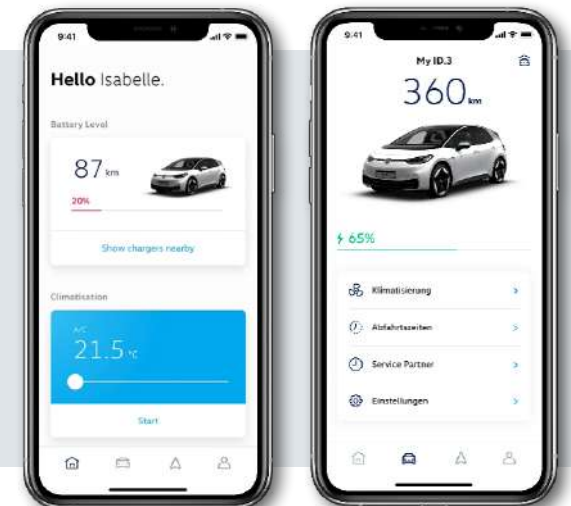 9:41
Hello Isabelle.
Battery Level
87 km
20%
Show chargers nearby
Climatisation
A/C
21.5 °C
Start
9:41
My ID.3
360 km
65%
Klimatisierung
Abfahrtszeiten
Service Partner
Einstellungen